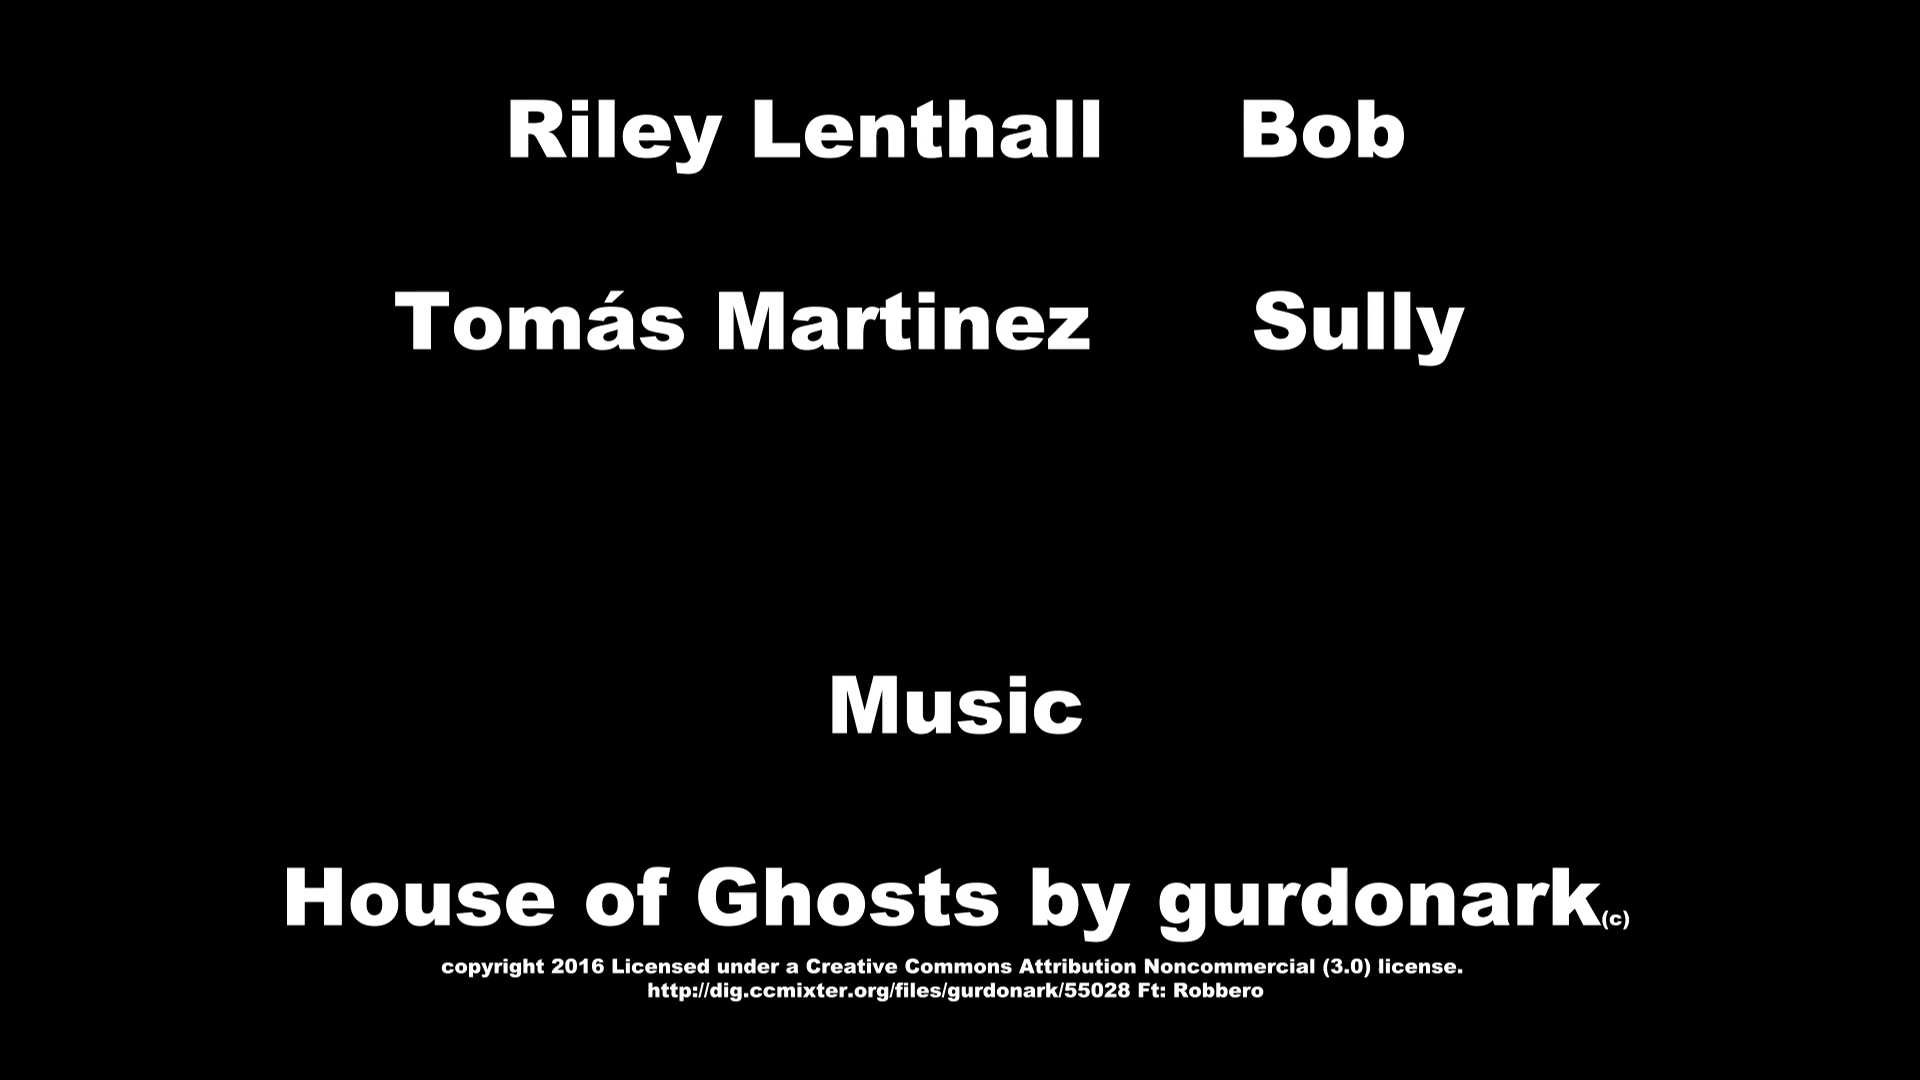 Riley Lenthall Bob
Tomás Martinez Sully
Music
House of Ghosts by gurdonark(c)
copyright 2016 Licensed under a Creative Commons Attribution Noncommercial (3.0) license.
http://dig.ccmixter.org/files/gurdonark/55028 Ft: Robbero